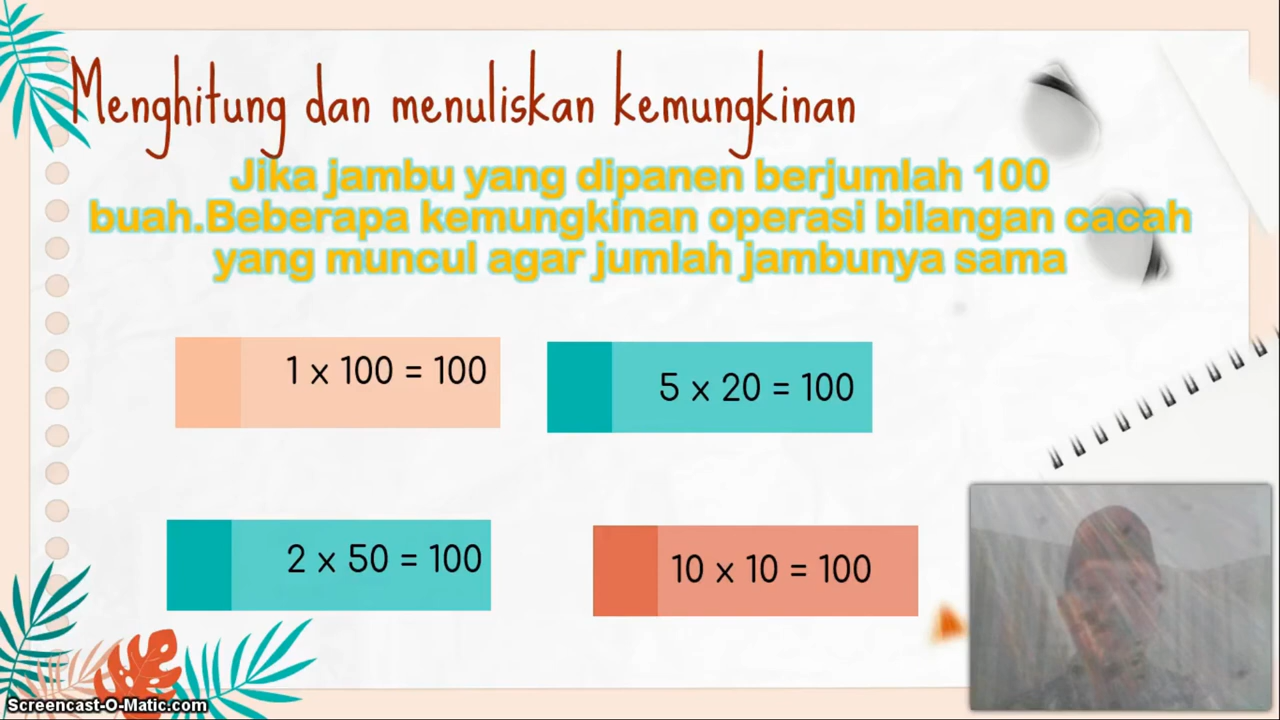 Menghitung dan menuliskan kemungkinan
Jika jambu yang dipanen berjumlah 100
buah.Beberapa kemungkinan operasi bilangan cacah
yang muncul agar jumlah jambunya sama
1 x 100 = 100
5 x 20 = 100
2 x 50 = 100
10 x 10 = 100
Screencast-O-Matic.com